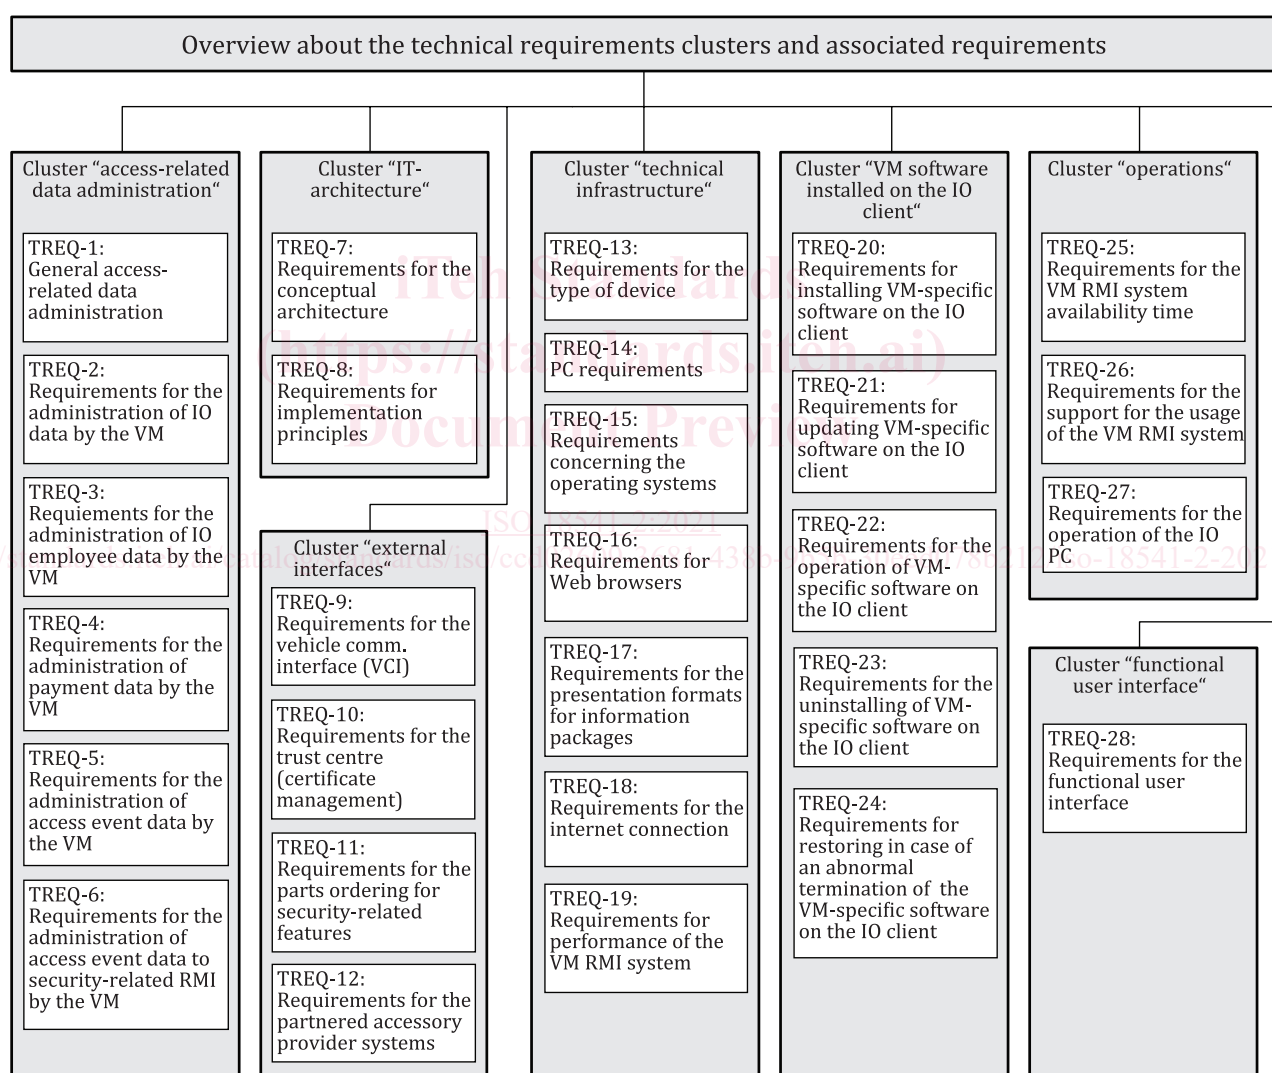 Overview about the technical requirements clusters and associated requirements
Cluster “access-related
data administration“
TREQ-1:
General access-
related data
administration
TREQ-2:
Requirements for the
administration of IO
data by the VM
TREQ-3:
Requiements for the
administration of IO
employee data by the
VM
TREQ-4:
Requirements for the
administration of
payment data by the
VM
TREQ-5:
Requirements for the
administration of
access event data by
the VM
TREQ-6:
Requirements for the
administration of
access event data to
security-related RMI
by the VM
Cluster “IT-
architecture“
TREQ-7:
Requirements for the
conceptual
architecture
TREQ-8:
Requirements for
implementation
principles
Cluster “external
interfaces“
TREQ-9:
Requirements for the
vehicle comm.
interface (VCI)
TREQ-10:
Requirements for the
trust centre
(certificate
management)
TREQ-11:
Requirements for the
parts ordering for
security-related
features
TREQ-12:
Requirements for the
partnered accessory
provider systems
Cluster “technical
infrastructure“
TREQ-13:
Requirements for the
type of device
TREQ-14:
PC requirements
TREQ-15:
Requirements
concerning the
operating systems
TREQ-16:
Requirements for
Web browsers
TREQ-17:
Requirements for the
presentation formats
for information
packages
TREQ-18:
Requirements for the
internet connection
TREQ-19:
Requirements for
performance of the
VM RMI system
Cluster “VM software
installed on the IO
client“
TREQ-20:
Requirements for
installing VM-specific
software on the IO
client
TREQ-21:
Requirements for
updating VM-specific
software on the IO
client
TREQ-22:
Requirements for the
operation of VM-
specific software on
the IO client
TREQ-23:
Requirements for the
uninstalling of VM-
specific software on
the IO client
TREQ-24:
Requirements for
restoring in case of
an abnormal
termination of the
VM-specific software
on the IO client
Cluster “operations“
TREQ-25:
Requirements for the
VM RMI system
availability time
TREQ-26:
Requirements for the
support for the usage
of the VM RMI system
TREQ-27:
Requirements for the
operation of the IO
PC
Cluster “functional
user interface“
TREQ-28:
Requirements for the
functional user
interface
iTeh Standards
(https://standards.iteh.ai)
Document Preview
ISO 18541-2:2021